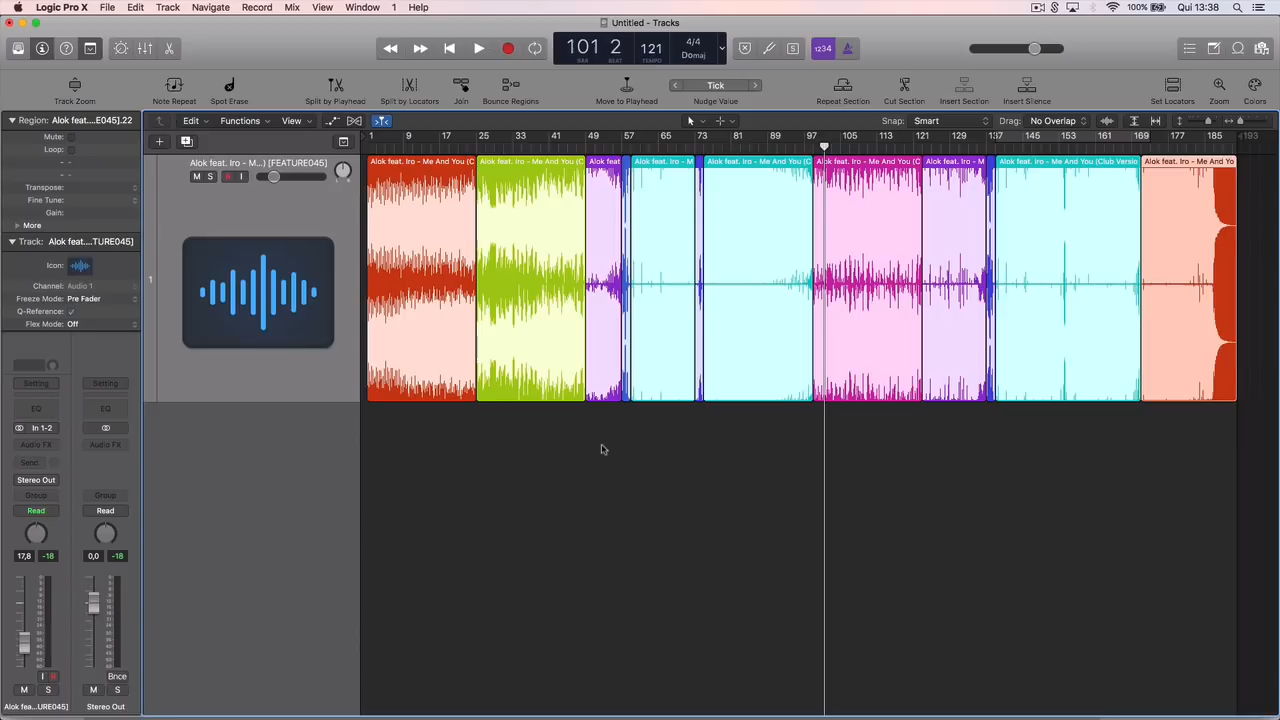 Logic Pro X File Edit Track Navigate Record Mix View Window 1 Help 100% Qui 13:38
Untitled - Tracks
101 2 121 4/4 Domaj
BAR BEAT TEMPO
1234
Track Zoom Note Repeat Spot Erase Split by Playhead Split by Locators Join Bounce Regions Move to Playhead Tick Nudge Value Repeat Section Cut Section Insert Section Insert Silence Set Locators Zoom Colors
Region: Alok feat....E045].22
Edit Functions View Snap: Smart Drag: No Overlap
Mute:
Loop:
1 9 17 25 33 41 49 57 65 73 81 89 97 105 113 121 129 137 145 153 161 169 177 185 193
Alok feat. Iro - M...) [FEATURE045]
M S R I
Alok feat. Iro - Me And You (C
Alok feat. Iro - Me And You (C
Alok feat
Alok feat. Iro - M
Alok feat. Iro - Me And You (C
Alok feat. Iro - Me And You (C
Alok feat. Iro - M
Alok feat. Iro - Me And You (Club Versio
Alok feat. Iro - Me And Yo
Transpose:
Fine Tune:
Gain:
More
Track: Alok feat....TURE045]
Icon:
1
Channel: Audio 1
Freeze Mode: Pre Fader
Q-Reference:
Flex Mode: Off
Setting Setting
EQ EQ
In 1-2
Audio FX Audio FX
Send
Stereo Out
Group Group
Read Read
17,8 -18 0,0 -18
I R Bnce
M S M S
Alok fea...URE045] Stereo Out